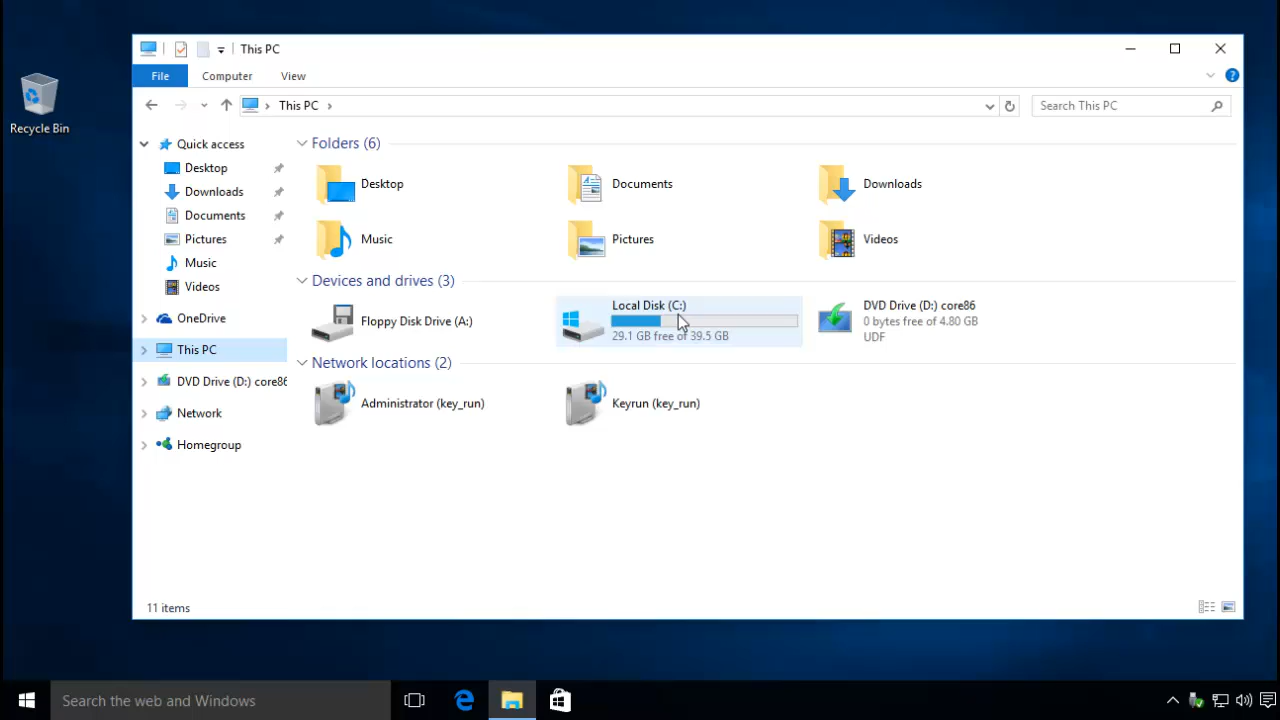 Recycle Bin
This PC
File
Computer
View
This PC
Search This PC
Quick access
Desktop
Downloads
Documents
Pictures
Music
Videos
OneDrive
This PC
DVD Drive (D:) core86
Network
Homegroup
Folders (6)
Desktop
Documents
Downloads
Music
Pictures
Videos
Devices and drives (3)
Floppy Disk Drive (A:)
Local Disk (C:)
29.1 GB free of 39.5 GB
DVD Drive (D:) core86
0 bytes free of 4.80 GB
UDF
Network locations (2)
Administrator (key_run)
Keyrun (key_run)
11 items
Search the web and Windows